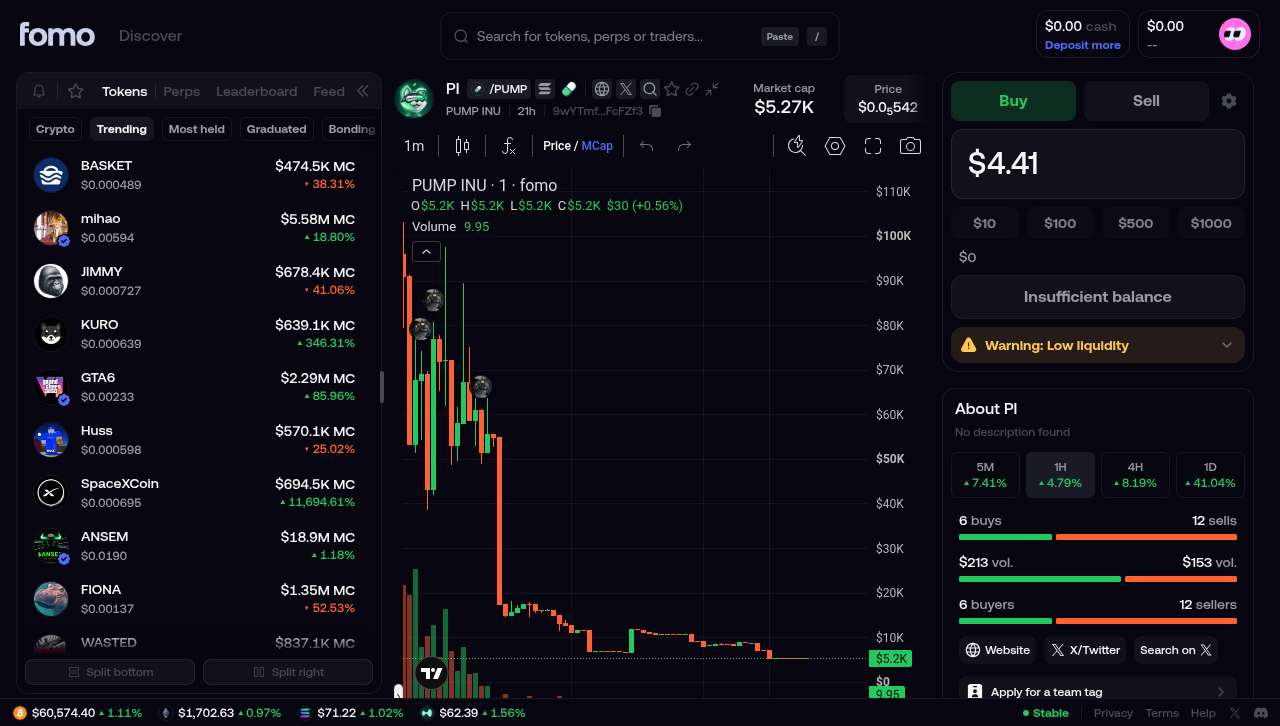 fomo
Discover
Search for tokens, perps or traders...
Paste
/
$0.00 cash
Deposit more
$0.00
--
Tokens Perps Leaderboard Feed
Crypto Trending Most held Graduated Bonding
BASKET $474.5K MC
$0.000489 38.31%
mihao $5.58M MC
$0.00594 18.80%
JIMMY $678.4K MC
$0.000727 41.06%
KURO $639.1K MC
$0.000639 346.31%
GTA6 $2.29M MC
$0.00233 85.96%
Huss $570.1K MC
$0.000598 25.02%
SpaceXCoin $694.5K MC
$0.000695 11,694.61%
ANSEM $18.9M MC
$0.0190 1.18%
FIONA $1.35M MC
$0.00137 52.53%
WASTED $837.1K MC
Split bottom Split right
PI /PUMP
PUMP INU 21h 9wYTmf...FcFZf3
Market cap
$5.27K
Price
$0.0₅542
1m Price / MCap
PUMP INU · 1 · fomo
O$5.2K H$5.2K L$5.2K C$5.2K $30 (+0.56%)
Volume 9.95
$110K
$100K
$90K
$80K
$70K
$60K
$50K
$40K
$30K
$20K
$10K
$5.2K
$0
9.95
Buy Sell
$4.41
$10 $100 $500 $1000
$0
Insufficient balance
Warning: Low liquidity
About PI
No description found
5M 1H 4H 1D
7.41% 4.79% 8.19% 41.04%
6 buys 12 sells
$213 vol. $153 vol.
6 buyers 12 sellers
Website X/Twitter Search on X
Apply for a team tag
$60,574.40 1.11% $1,702.63 0.97% $71.22 1.02% $62.39 1.56%
Stable Privacy Terms Help